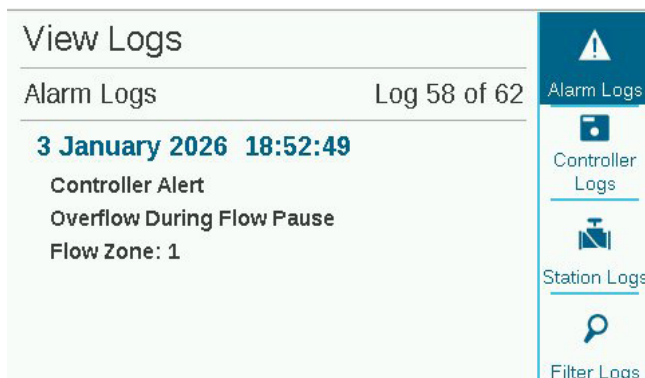 View Logs
Alarm Logs Log 58 of 62
3 January 2026 18:52:49
Controller Alert
Overflow During Flow Pause
Flow Zone: 1
Alarm Logs
Controller
Logs
Station Logs
Filter Logs